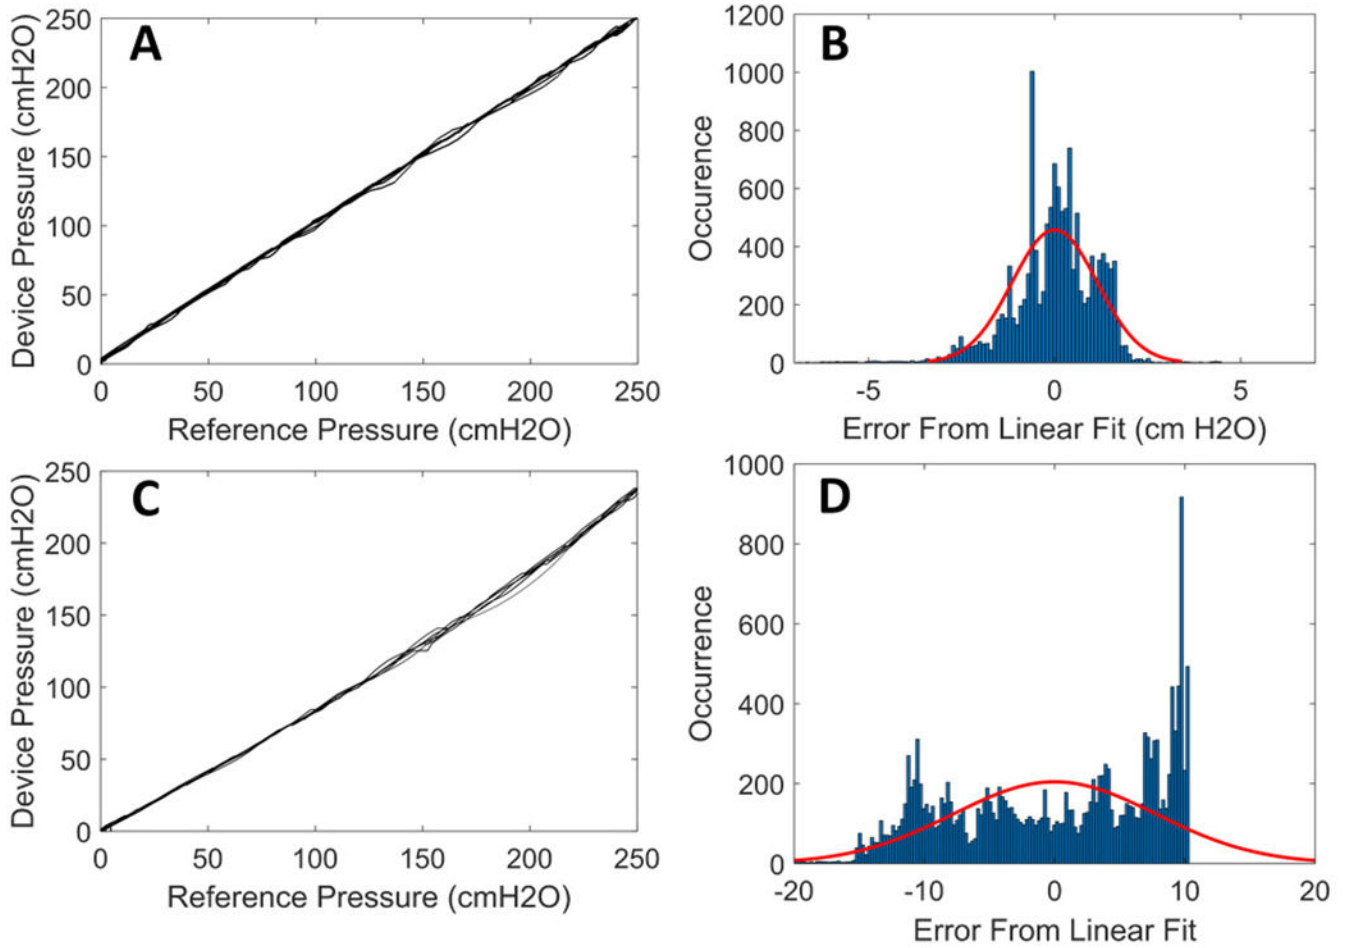 A
Device Pressure (cmH2O)
250
200
150
100
50
0
0 50 100 150 200 250
Reference Pressure (cmH2O)
B
Occurence
1200
1000
800
600
400
200
0
-5 0 5
Error From Linear Fit (cm H2O)
C
Device Pressure (cmH2O)
250
200
150
100
50
0
0 50 100 150 200 250
Reference Pressure (cmH2O)
D
Occurrence
1000
800
600
400
200
0
-20 -10 0 10 20
Error From Linear Fit